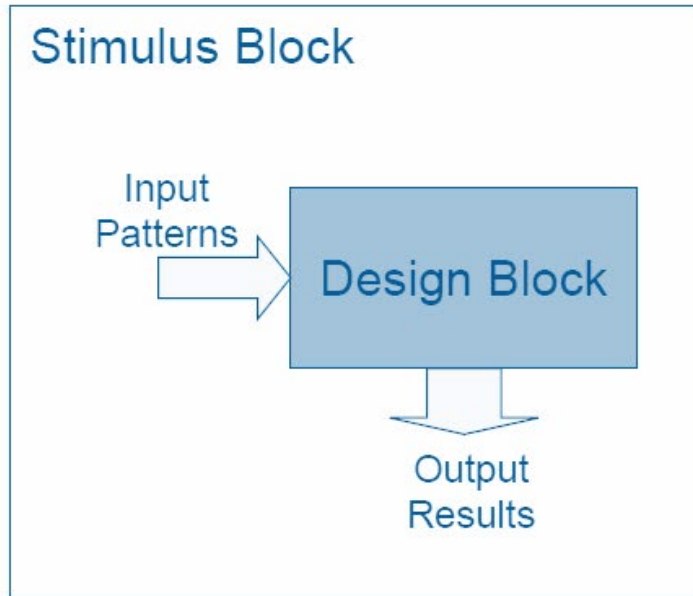 Stimulus Block
Input
Patterns
Design Block
Output
Results